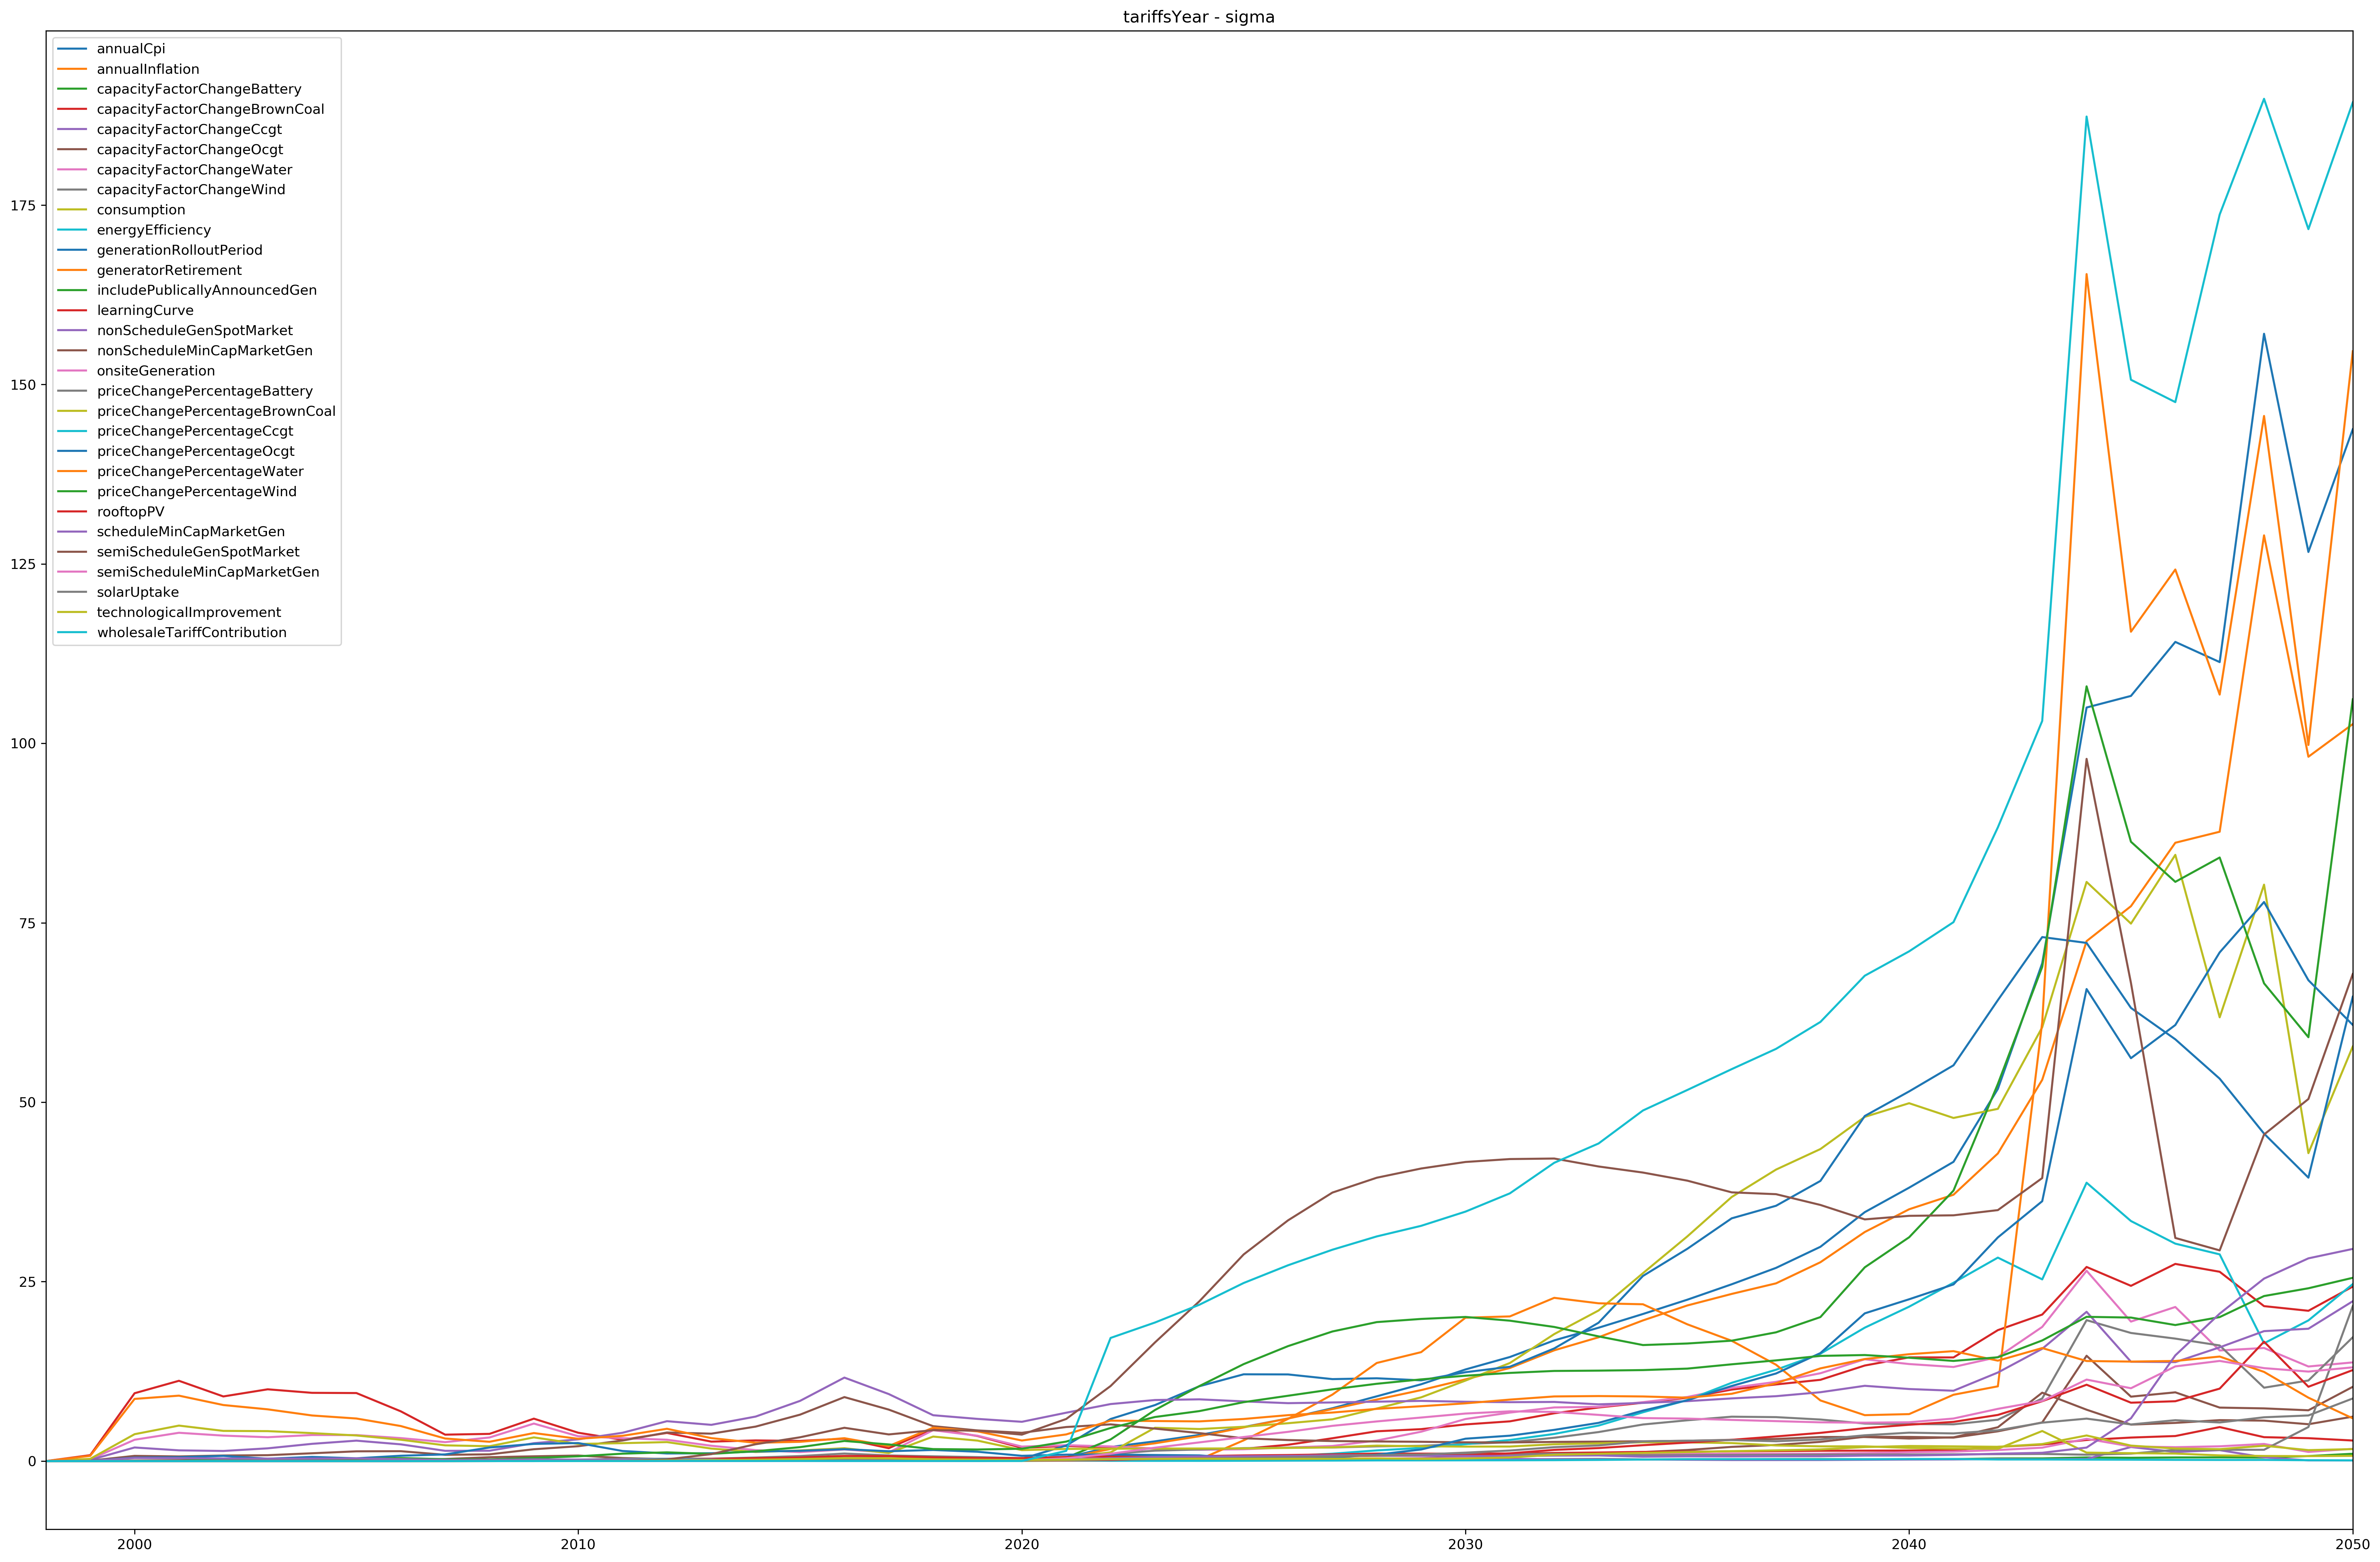 tariffsYear - sigma
annualCpi
annualInflation
capacityFactorChangeBattery
capacityFactorChangeBrownCoal
capacityFactorChangeCcgt
capacityFactorChangeOcgt
capacityFactorChangeWater
capacityFactorChangeWind
consumption
energyEfficiency
generationRolloutPeriod
generatorRetirement
includePublicallyAnnouncedGen
learningCurve
nonScheduleGenSpotMarket
nonScheduleMinCapMarketGen
onsiteGeneration
priceChangePercentageBattery
priceChangePercentageBrownCoal
priceChangePercentageCcgt
priceChangePercentageOcgt
priceChangePercentageWater
priceChangePercentageWind
rooftopPV
scheduleMinCapMarketGen
semiScheduleGenSpotMarket
semiScheduleMinCapMarketGen
solarUptake
technologicalImprovement
wholesaleTariffContribution
175
150
125
100
75
50
25
0
2000 2010 2020 2030 2040 2050